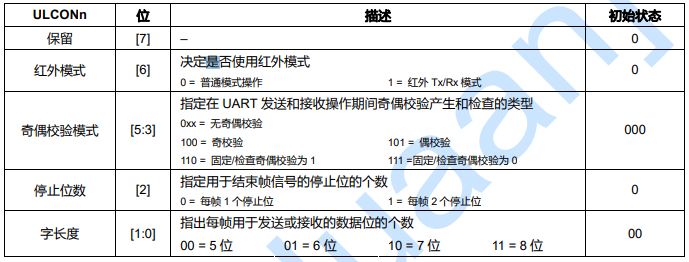 ULCONn 位 描述 初始状态
保留 [7] – 0
红外模式 [6] 决定是否使用红外模式 0
0 = 普通模式操作 1 = 红外 Tx/Rx 模式
奇偶校验模式 [5:3] 指定在 UART 发送和接收操作期间奇偶校验产生和检查的类型 000
0xx = 无奇偶校验
100 = 奇校验 101 = 偶校验
110 = 固定/检查奇偶校验为 1 111 =固定/检查奇偶校验为 0
停止位数 [2] 指定用于结束帧信号的停止位的个数 0
0 = 每帧 1 个停止位 1 = 每帧 2 个停止位
字长度 [1:0] 指出每帧用于发送或接收的数据位的个数 00
00 = 5 位 01 = 6 位 10 = 7 位 11 = 8 位